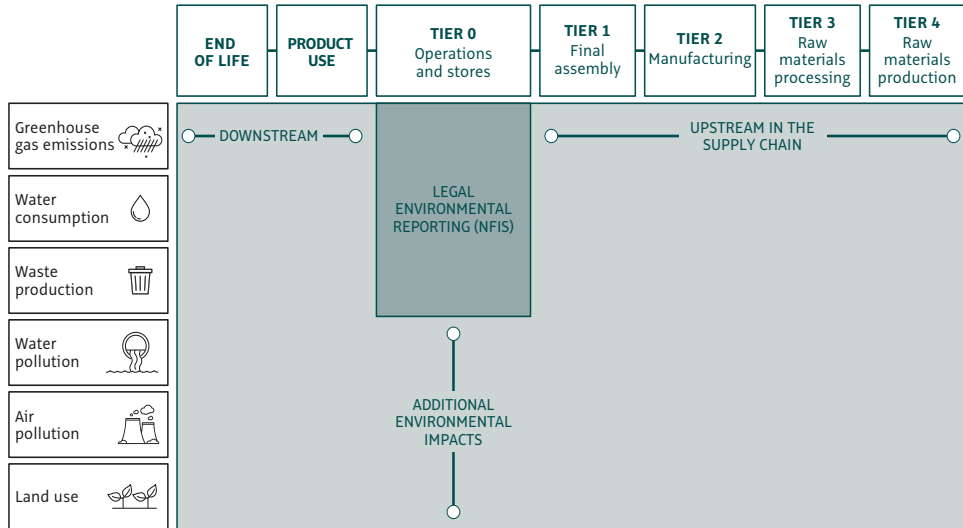 END
OF LIFE
PRODUCT
USE
TIER 0
Operations
and stores
TIER 1
Final
assembly
TIER 2
Manufacturing
TIER 3
Raw
materials
processing
TIER 4
Raw
materials
production
Greenhouse
gas emissions
DOWNSTREAM
UPSTREAM IN THE
SUPPLY CHAIN
Water
consumption
LEGAL
ENVIRONMENTAL
REPORTING (NFIS)
Waste
production
Water
pollution
Air
pollution
ADDITIONAL
ENVIRONMENTAL
IMPACTS
Land use